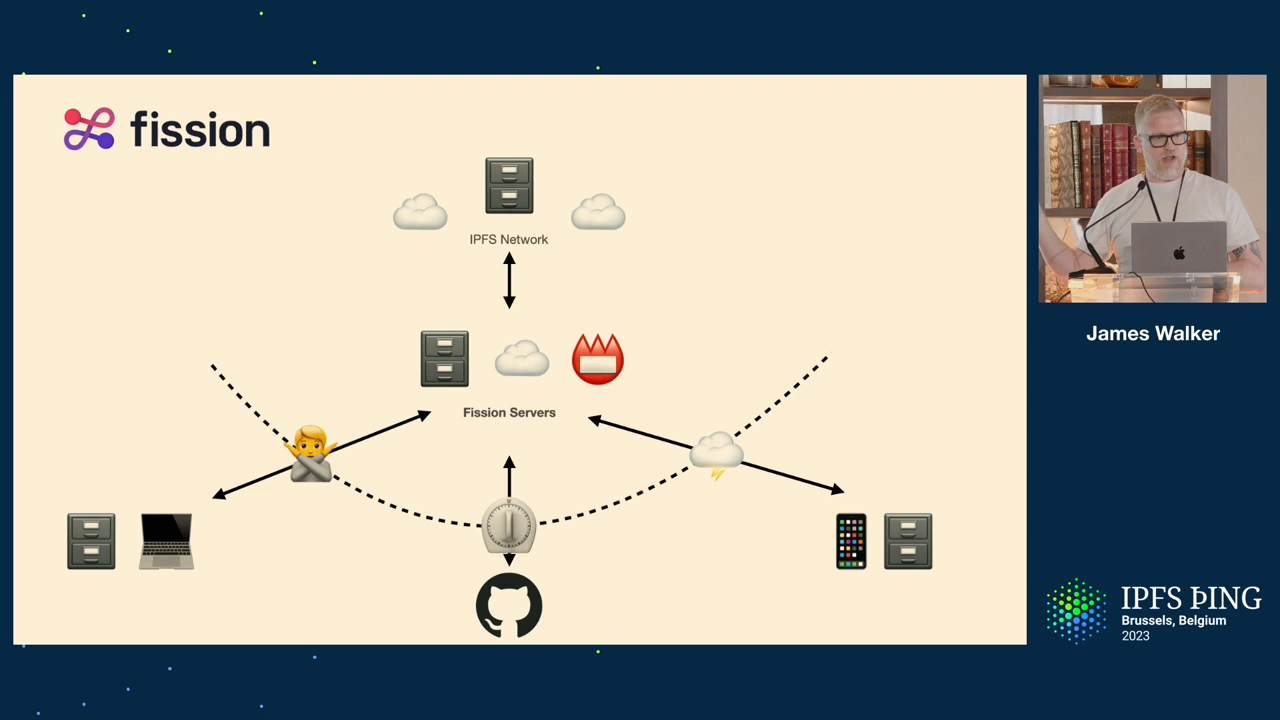 fission
IPFS Network
Fission Servers
James Walker
IPFS ÞING
Brussels, Belgium
2023